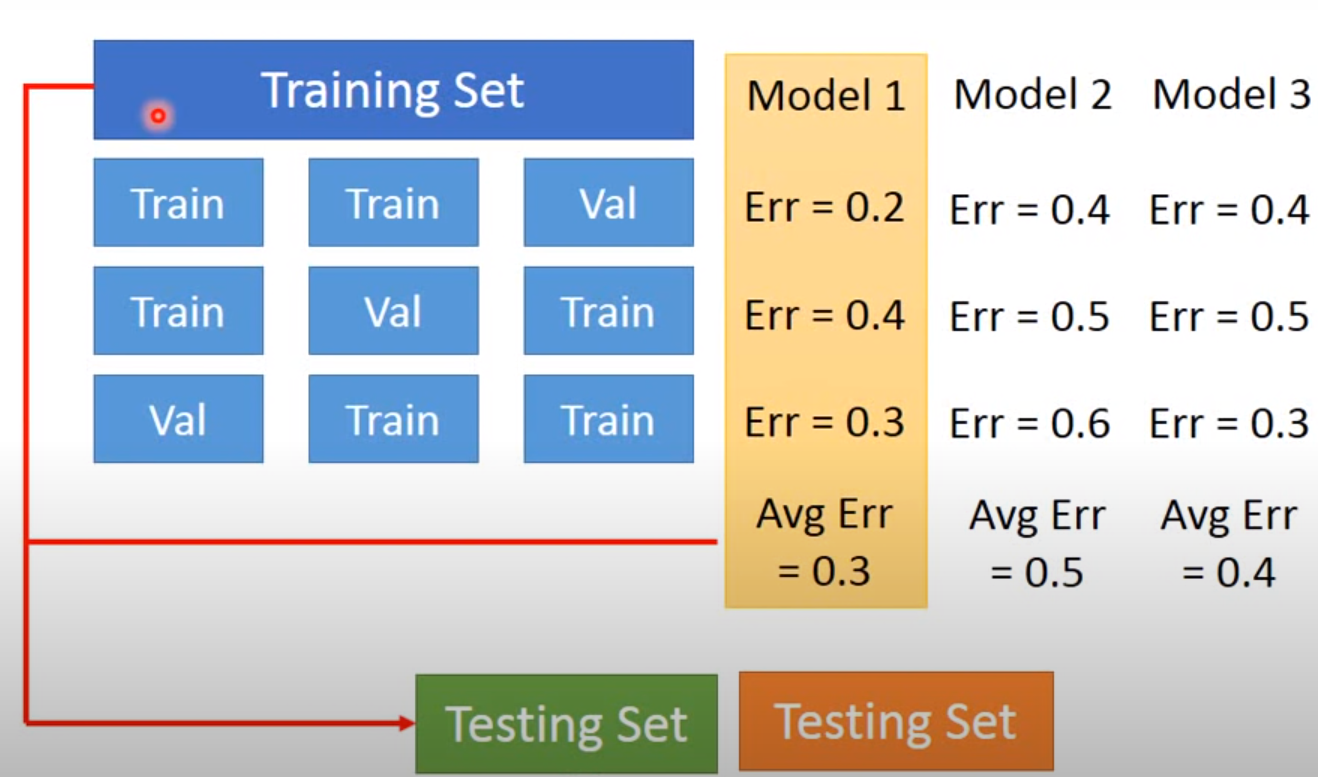 Training Set
Model 1 Model 2 Model 3
Train Train Val
Err = 0.2 Err = 0.4 Err = 0.4
Train Val Train
Err = 0.4 Err = 0.5 Err = 0.5
Val Train Train
Err = 0.3 Err = 0.6 Err = 0.3
Avg Err Avg Err Avg Err
= 0.3 = 0.5 = 0.4
Testing Set Testing Set